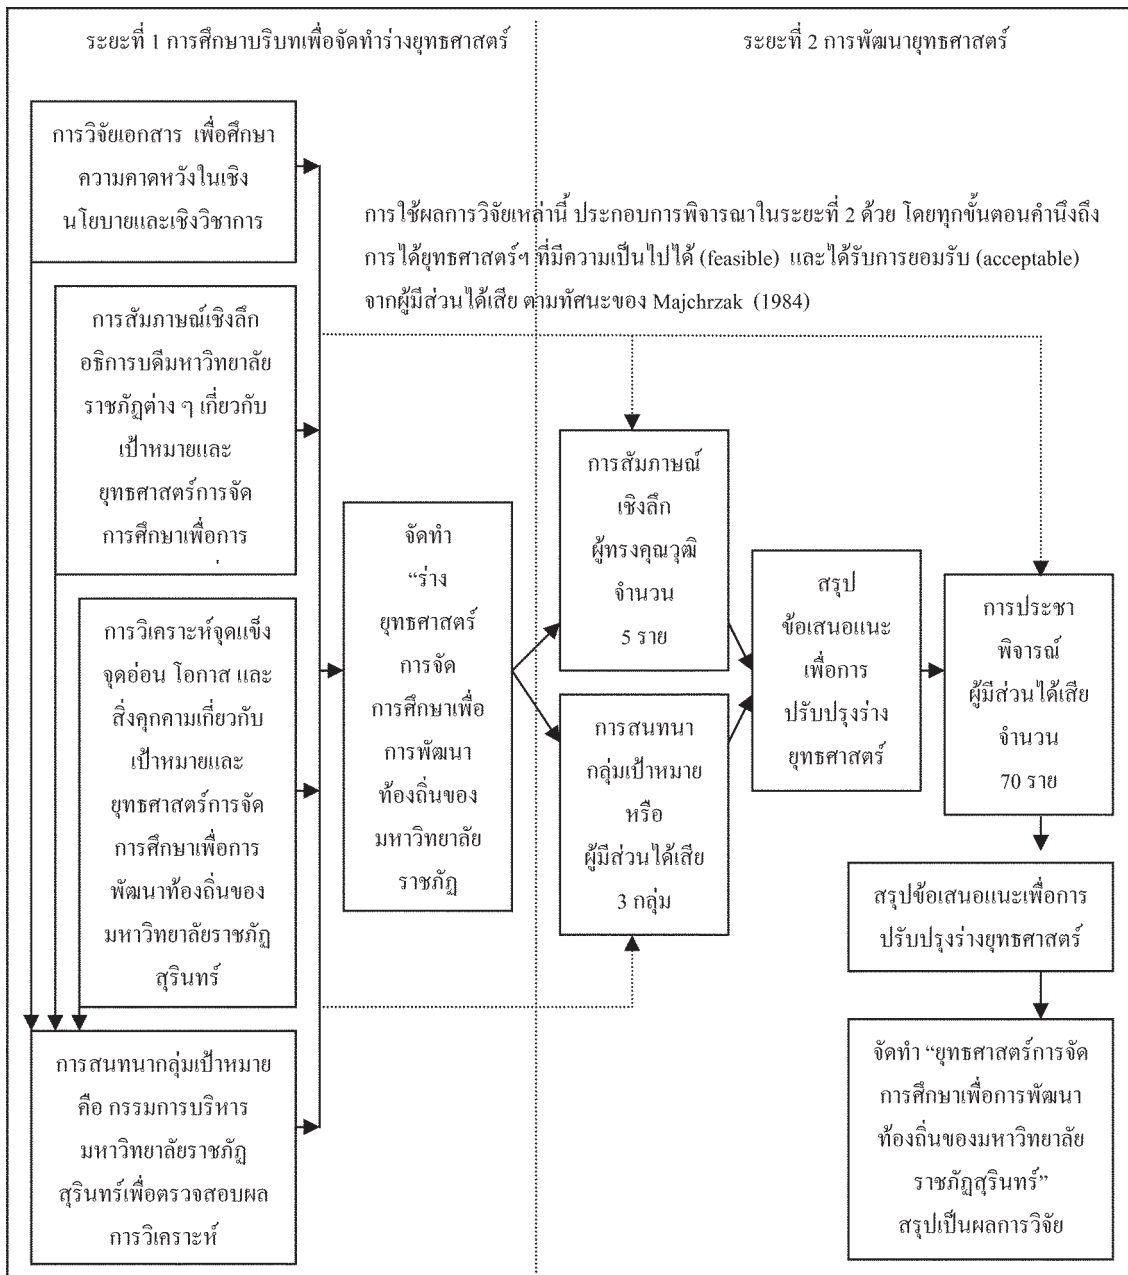 ระยะที่ 1 การศึกษาบริบทเพื่อจัดทำร่างยุทธศาสตร์
ระยะที่ 2 การพัฒนายุทธศาสตร์
การวิจัยเอกสาร เพื่อศึกษา
ความคาดหวังในเชิง
นโยบายและเชิงวิชาการ
การใช้ผลการวิจัยเหล่านี้ ประกอบการพิจารณาในระยะที่ 2 ด้วย โดยทุกขั้นตอนคำนึงถึง
การได้ยุทธศาสตร์ฯ ที่มีความเป็นไปได้ (feasible) และได้รับการยอมรับ (acceptable)
จากผู้มีส่วนได้เสีย ตามทัศนะของ Majchrzak (1984)
การสัมภาษณ์เชิงลึก
อธิการบดีมหาวิทยาลัย
ราชภัฏต่าง ๆ เกี่ยวกับ
เป้าหมายและ
ยุทธศาสตร์การจัด
การศึกษาเพื่อการ
การวิเคราะห์จุดแข็ง
จุดอ่อน โอกาส และ
สิ่งคุกคามเกี่ยวกับ
เป้าหมายและ
ยุทธศาสตร์การจัด
การศึกษาเพื่อการ
พัฒนาท้องถิ่นของ
มหาวิทยาลัยราชภัฏ
สุรินทร์
การสนทนากลุ่มเป้าหมาย
คือ กรรมการบริหาร
มหาวิทยาลัยราชภัฏ
สุรินทร์เพื่อตรวจสอบผล
การวิเคราะห์
จัดทำ
“ร่าง
ยุทธศาสตร์
การจัด
การศึกษาเพื่อ
การพัฒนา
ท้องถิ่นของ
มหาวิทยาลัย
ราชภัฏ
การสัมภาษณ์
เชิงลึก
ผู้ทรงคุณวุฒิ
จำนวน
5 ราย
การสนทนา
กลุ่มเป้าหมาย
หรือ
ผู้มีส่วนได้เสีย
3 กลุ่ม
สรุป
ข้อเสนอแนะ
เพื่อการ
ปรับปรุงร่าง
ยุทธศาสตร์
การประชา
พิจารณ์
ผู้มีส่วนได้เสีย
จำนวน
70 ราย
สรุปข้อเสนอแนะเพื่อการ
ปรับปรุงร่างยุทธศาสตร์
จัดทำ “ยุทธศาสตร์การจัด
การศึกษาเพื่อการพัฒนา
ท้องถิ่นของมหาวิทยาลัย
ราชภัฏสุรินทร์”
สรุปเป็นผลการวิจัย